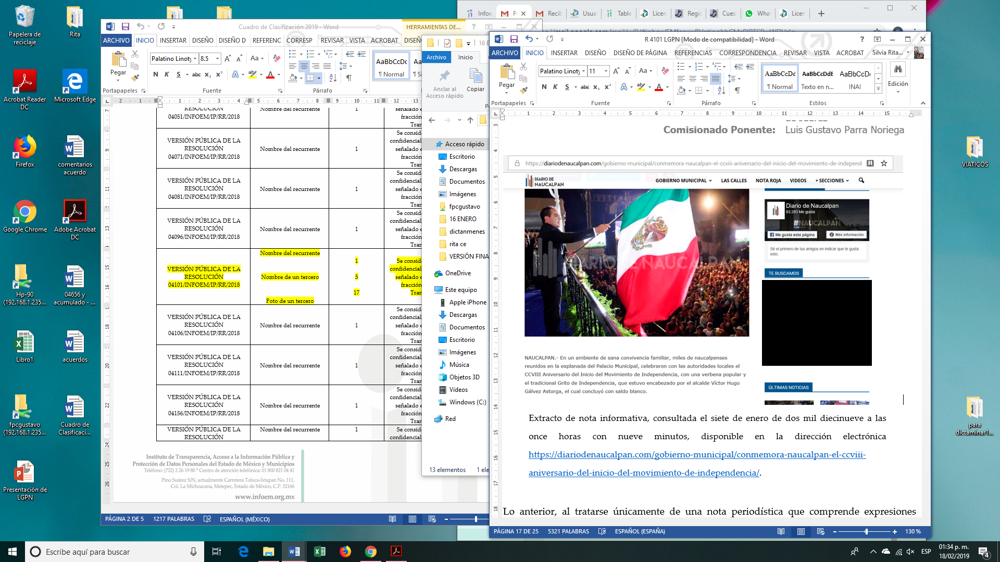 Papelera de reciclaje
Rita
Acrobat Reader DC
Microsoft Edge
Firefox
comentarios acuerdo
Google Chrome
Adobe Acrobat DC
Hp-90 (192.168.1.235...
04656 y acumulado - ...
Libro1
acuerdos
fpcgustavo (192.168.1.235...
Cuadro de Clasificaci...
Presentación de LGPN
VIATICOS
para dictaminar1...
Cuadro de Clasificación 2019 - Word
HERRAMIENTAS DE...
ARCHIVO INICIO INSERTAR DISEÑO DISEÑO D REFERENC CORRESP REVISAR VISTA ACROBAT DISEÑ
Palatino Linoty 8.5
Pegar
N K S abc x₂ x²
AaBbCcDc
¶ Normal
Portapapeles Fuente Párrafo
RESOLUCIÓN
04051/INFOEM/IP/RR/2018
Nombre del recurrente
1
señalado e
fracción
Tran
VERSIÓN PÚBLICA DE LA
RESOLUCIÓN
04071/INFOEM/IP/RR/2018
Nombre del recurrente
1
Se consid
confidencial
señalado e
fracción
Tran
VERSIÓN PÚBLICA DE LA
RESOLUCIÓN
04081/INFOEM/IP/RR/2018
Nombre del recurrente
1
Se consid
confidencial
señalado e
fracción
Tran
VERSIÓN PÚBLICA DE LA
RESOLUCIÓN
04096/INFOEM/IP/RR/2018
Nombre del recurrente
1
Se consid
confidencial
señalado e
fracción
Tran
VERSIÓN PÚBLICA DE LA
RESOLUCIÓN
04101/INFOEM/IP/RR/2018
Nombre del recurrente
Nombre de un tercero
Foto de un tercero
1
5
17
Se consid
confidencial
señalado e
fracción
Tran
VERSIÓN PÚBLICA DE LA
RESOLUCIÓN
04106/INFOEM/IP/RR/2018
Nombre del recurrente
1
Se consid
confidencial
señalado e
fracción
Tran
VERSIÓN PÚBLICA DE LA
RESOLUCIÓN
04111/INFOEM/IP/RR/2018
Nombre del recurrente
1
Se consid
confidencial
señalado e
fracción
Tran
VERSIÓN PÚBLICA DE LA
RESOLUCIÓN
04156/INFOEM/IP/RR/2018
Nombre del recurrente
1
Se consid
confidencial
señalado e
fracción
Tran
VERSIÓN PÚBLICA DE LA
RESOLUCIÓN
Nombre del recurrente
1
Se consid
confidencial
Instituto de Transparencia, Acceso a la Información Pública y
Protección de Datos Personales del Estado de México y Municipios
Teléfono: (722) 2 26 19 80 * Centro de atención telefónica: 01 800 821 04 41
Pino Suárez S/N, actualmente Carretera Toluca-Ixtapan No. 111,
Col. La Michoacana, Metepec, Estado de México, C.P. 52166
www.infoem.org.mx
PÁGINA 2 DE 5 1217 PALABRAS ESPAÑOL (MÉXICO)
16 E
Archivo Inicio
Anclar al Acceso rápido
Copiar
Acceso rápido
Escritorio
Descargas
Documentos
Imágenes
fpcgustavo
16 ENERO
dictanmenes
rita ce
VERSIÓN FINA
OneDrive
Este equipo
Apple iPhone
Descargas
Documentos
Escritorio
Imágenes
Música
Objetos 3D
Vídeos
Windows (C:)
Red
13 elementos 1 ele
Infoe Recib Usua Table Licen Regis Cues What Licen
R 4101 LGPN [Modo de compatibilidad] - Word
ARCHIVO INICIO INSERTAR DISEÑO DISEÑO DE PÁGINA REFERENCIAS CORRESPONDENCIA REVISAR VISTA ACROBAT Silvia Rita...
Palatino Linoty 11
Pegar
N K S abc x₂ x²
AaBbCcDc AaBbCcDdE AaBbCcDc
¶ Normal Texto en n... INAI
Edición
Portapapeles Fuente Párrafo Estilos
de Juárez
Comisionado Ponente: Luis Gustavo Parra Noriega
https://diariodenaucalpan.com/gobierno-municipal/conmemora-naucalpan-el-ccviii-aniversario-del-inicio-del-movimiento-de-independ
DIARIO DE NAUCALPAN
GOBIERNO MUNICIPAL LAS CALLES NOTA ROJA VIDEOS + SECCIONES
DIARIO DE NAUCALPAN
Diario de Naucalpan
83.283 Me gusta
#NAUCALPAN
Me gusta esta página Más información
Sé el primero de tus amigos en indicar que te gusta
esto.
TE BUSCAMOS
ÚLTIMAS NOTICIAS
NAUCALPAN.- En un ambiente de sana convivencia familiar, miles de naucalpenses
reunidos en la explanada del Palacio Municipal, celebraron con las autoridades locales el
CCVIII Aniversario del Inicio del Movimiento de Independencia, con una verbena popular y
el tradicional Grito de Independencia, que estuvo encabezado por el alcalde Víctor Hugo
Gálvez Astorga, el cual concluyó con saldo blanco.
Extracto de nota informativa, consultada el siete de enero de dos mil diecinueve a las
once horas con nueve minutos, disponible en la dirección electrónica
https://diariodenaucalpan.com/gobierno-municipal/conmemora-naucalpan-el-ccviii-
aniversario-del-inicio-del-movimiento-de-independencia/.
Lo anterior, al tratarse únicamente de una nota periodística que comprende expresiones
PÁGINA 17 DE 25 5321 PALABRAS ESPAÑOL (ESPAÑA) 130 %
Escribe aquí para buscar
ESP
01:34 p. m.
18/02/2019
4